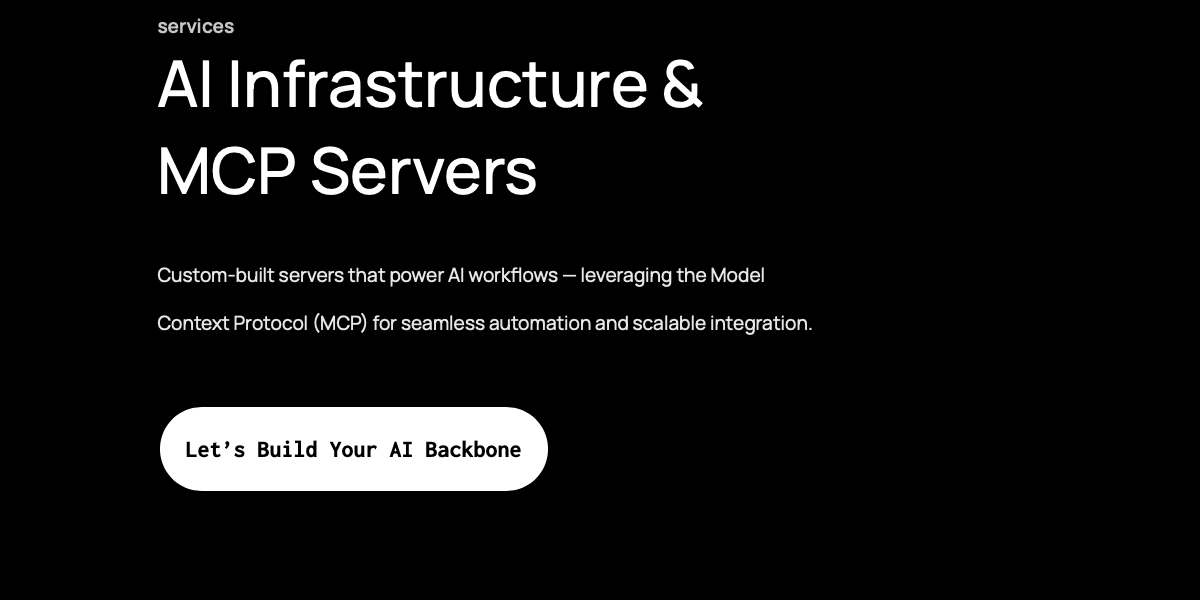 services
AI Infrastructure &
MCP Servers
Custom-built servers that power AI workflows — leveraging the Model
Context Protocol (MCP) for seamless automation and scalable integration.
Let’s Build Your AI Backbone